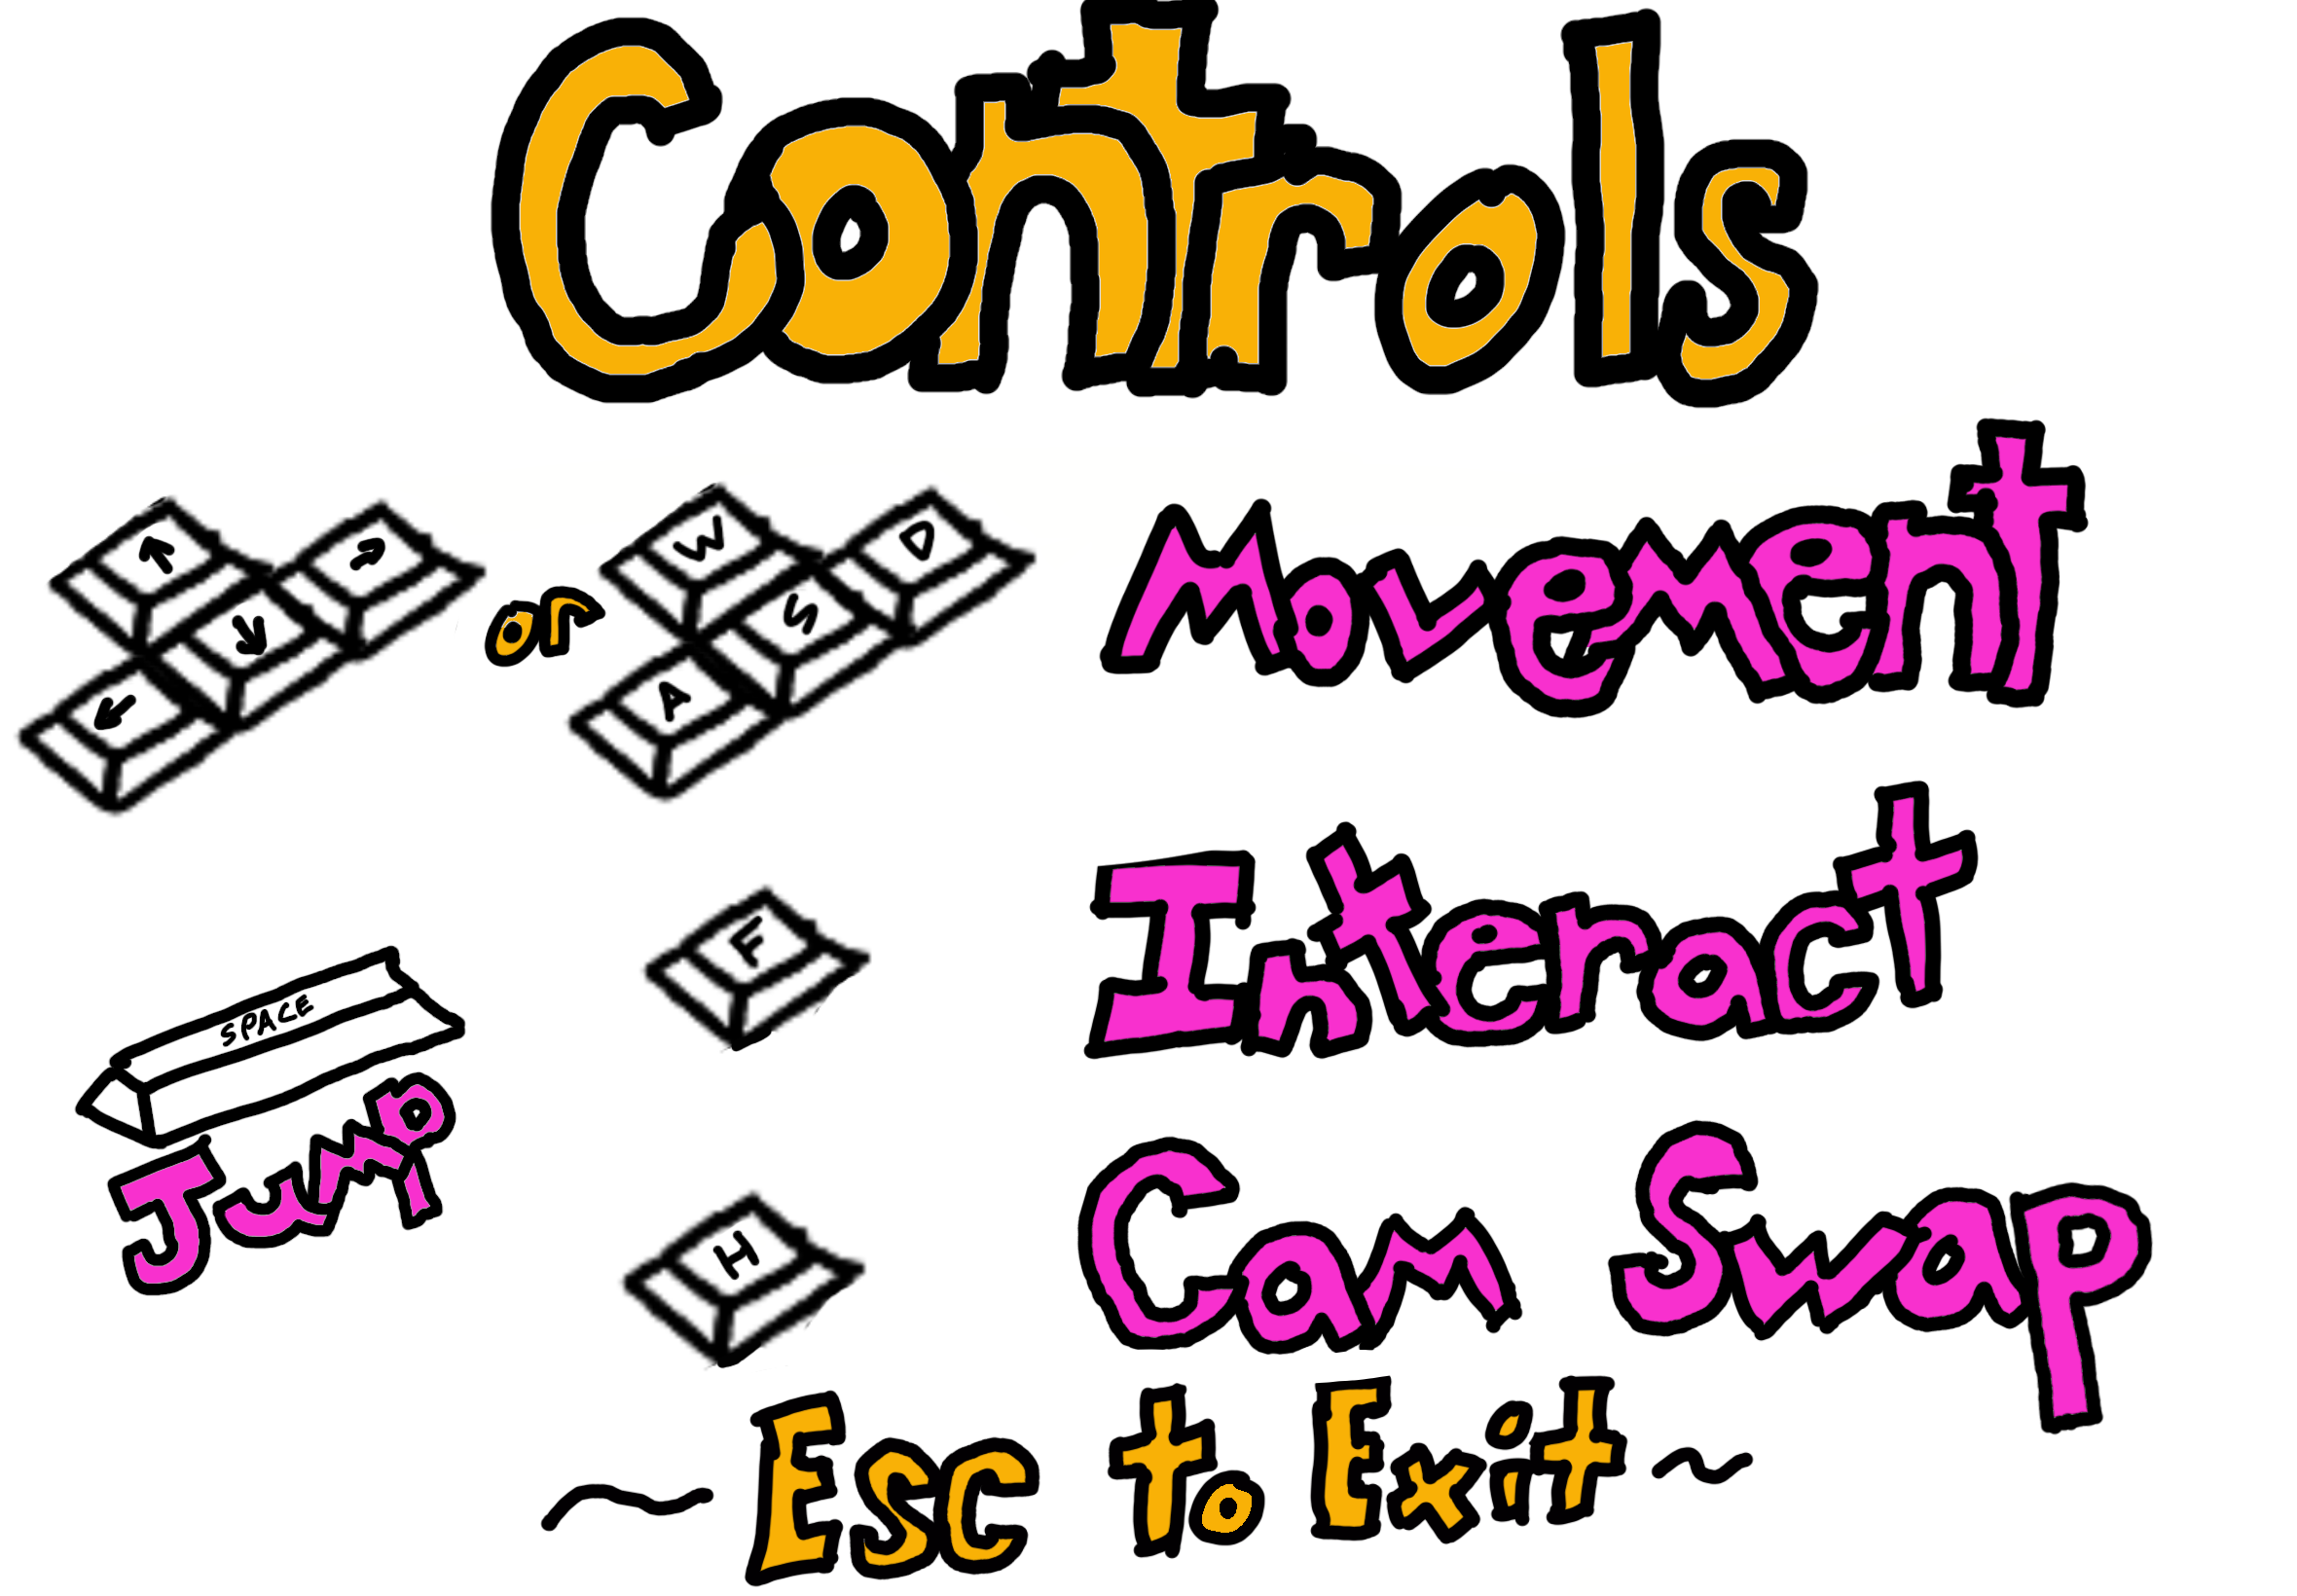 Controls
↑ → ↓ ← or W D S A Movement
F Interact
SPACE
Jump
H Cam Swap
~ Esc to Exit ~